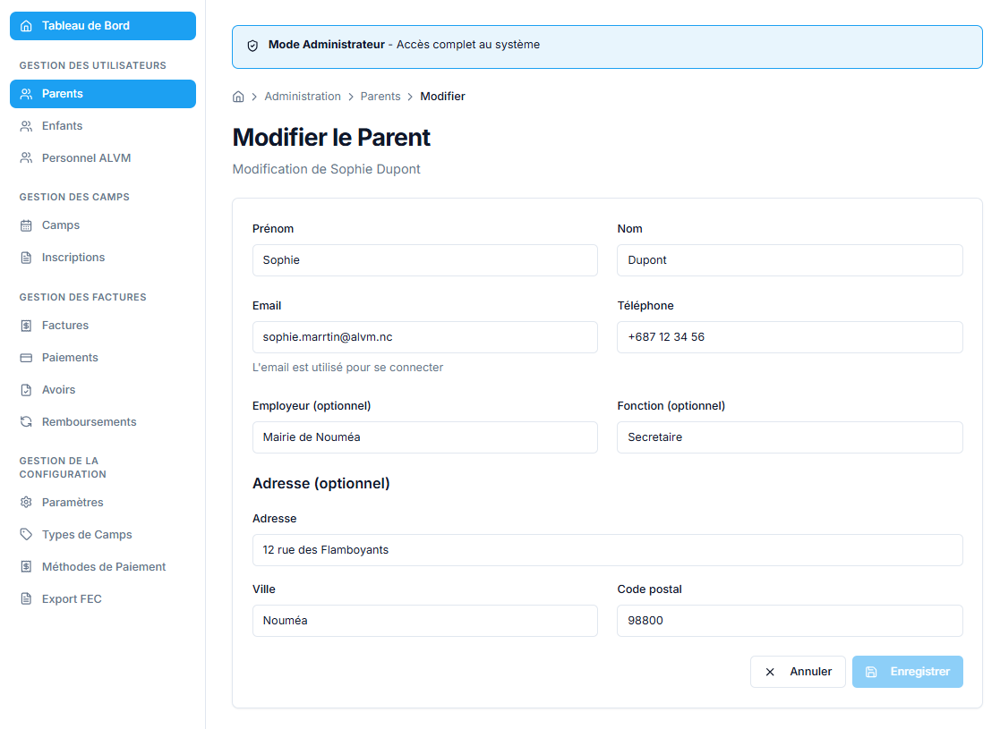 Tableau de Bord
GESTION DES UTILISATEURS
Parents
Enfants
Personnel ALVM
GESTION DES CAMPS
Camps
Inscriptions
GESTION DES FACTURES
Factures
Paiements
Avoirs
Remboursements
GESTION DE LA
CONFIGURATION
Paramètres
Types de Camps
Méthodes de Paiement
Export FEC
Mode Administrateur - Accès complet au système
Administration > Parents > Modifier
Modifier le Parent
Modification de Sophie Dupont
Prénom
Sophie
Nom
Dupont
Email
sophie.marrtin@alvm.nc
L'email est utilisé pour se connecter
Téléphone
+687 12 34 56
Employeur (optionnel)
Mairie de Nouméa
Fonction (optionnel)
Secretaire
Adresse (optionnel)
Adresse
12 rue des Flamboyants
Ville
Nouméa
Code postal
98800
Annuler
Enregistrer